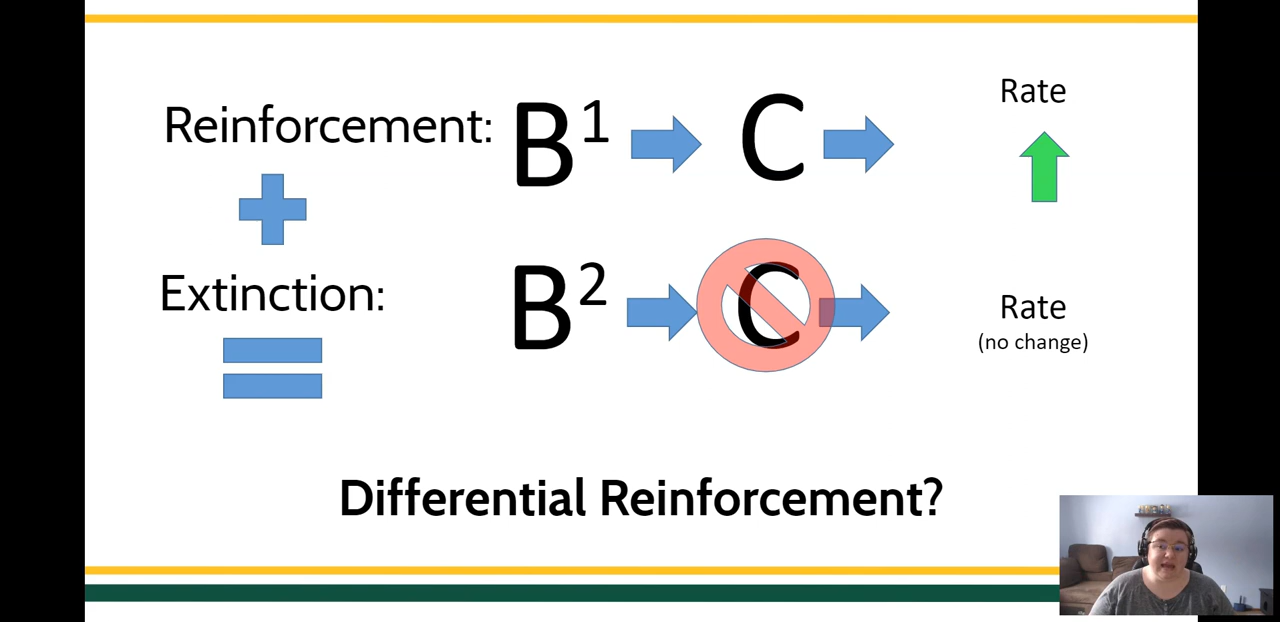 Reinforcement: B¹ C Rate
Extinction: B² C Rate
(no change)
Differential Reinforcement?